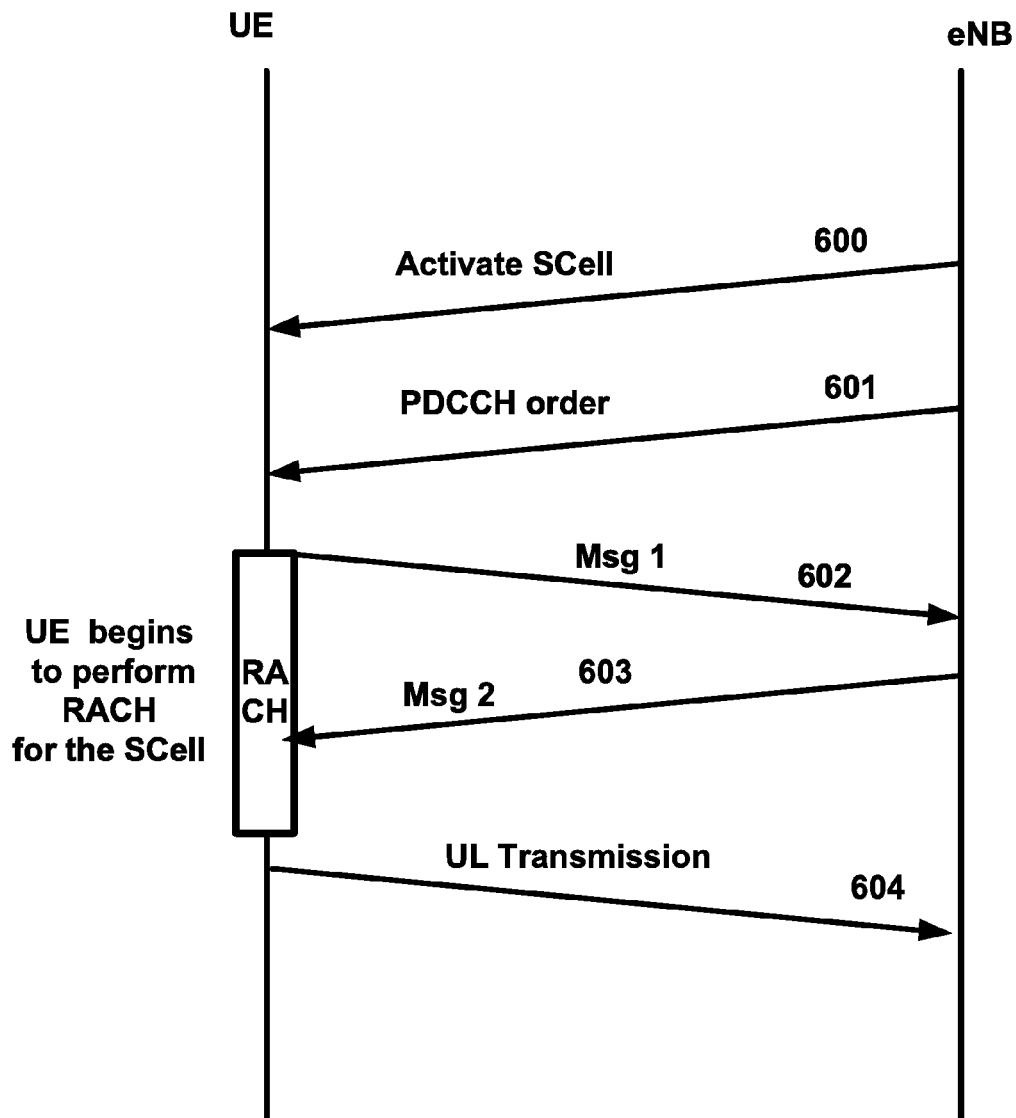 UE
eNB
600
Activate SCell
601
PDCCH order
Msg 1
602
UE begins
to perform
RACH
for the SCell
RA
CH
603
Msg 2
UL Transmission
604